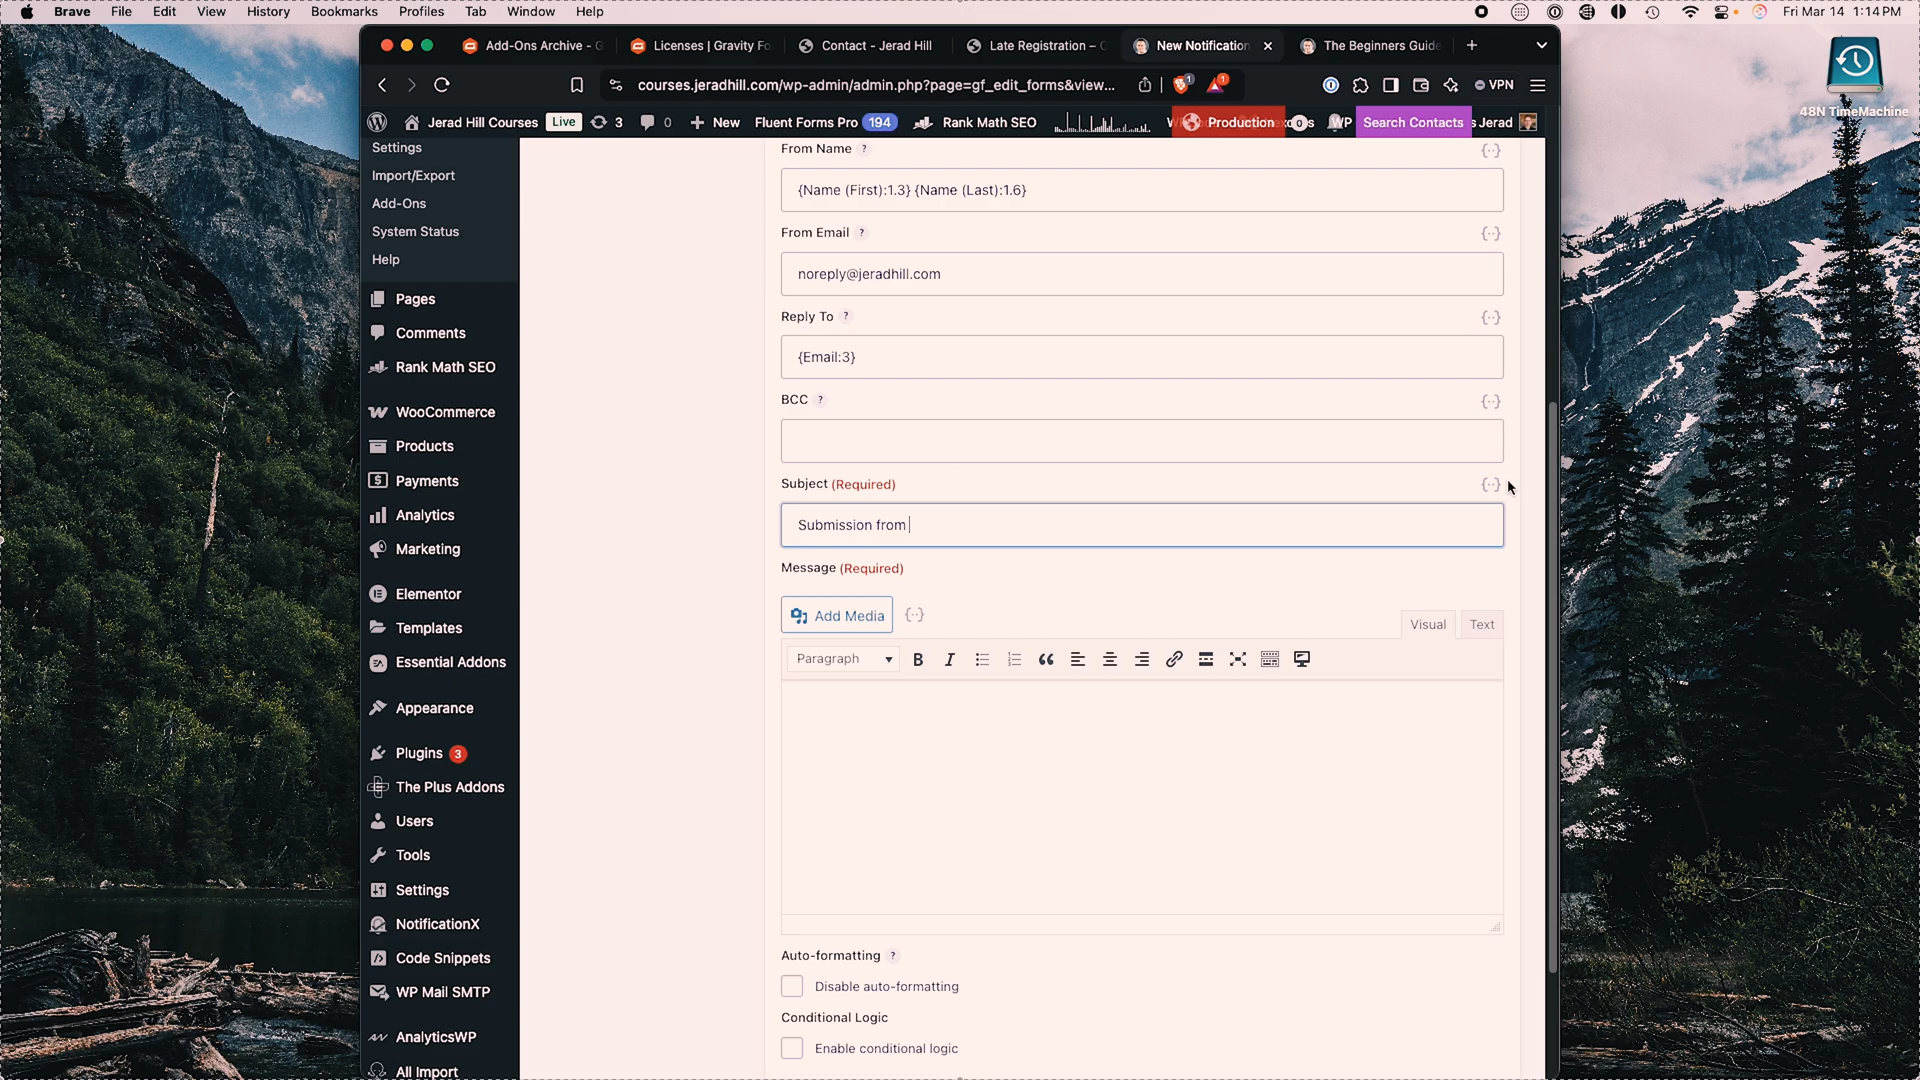 Brave File Edit View History Bookmarks Profiles Tab Window Help
Fri Mar 14 1:14 PM
Add-Ons Archive - G
Licenses | Gravity Fo
Contact - Jerad Hill
Late Registration – C
New Notification
The Beginners Guide
courses.jeradhill.com/wp-admin/admin.php?page=gf_edit_forms&view...
1
1
VPN
48N TimeMachine
Jerad Hill Courses
Live
3
0
New
Fluent Forms Pro
194
Rank Math SEO
Production
0
WP
Search Contacts
Jerad
Settings
Import/Export
Add-Ons
System Status
Help
Pages
Comments
Rank Math SEO
WooCommerce
Products
Payments
Analytics
Marketing
Elementor
Templates
Essential Addons
Appearance
Plugins 3
The Plus Addons
Users
Tools
Settings
NotificationX
Code Snippets
WP Mail SMTP
AnalyticsWP
All Import
From Name ?
{Name (First):1.3} {Name (Last):1.6}
From Email ?
noreply@jeradhill.com
Reply To ?
{Email:3}
BCC ?
Subject (Required)
Submission from
Message (Required)
Add Media
Visual Text
Paragraph
Auto-formatting ?
Disable auto-formatting
Conditional Logic
Enable conditional logic